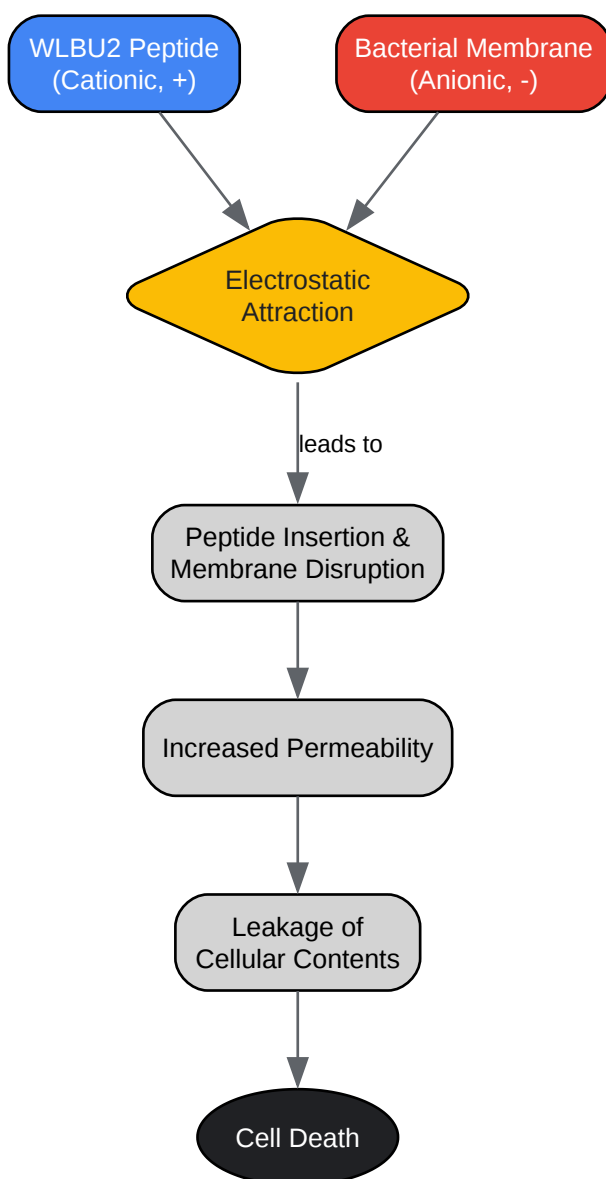 WLBU2 Peptide
(Cationic, +)
Bacterial Membrane
(Anionic, -)
Electrostatic
Attraction
leads to
Peptide Insertion &
Membrane Disruption
Increased Permeability
Leakage of
Cellular Contents
Cell Death